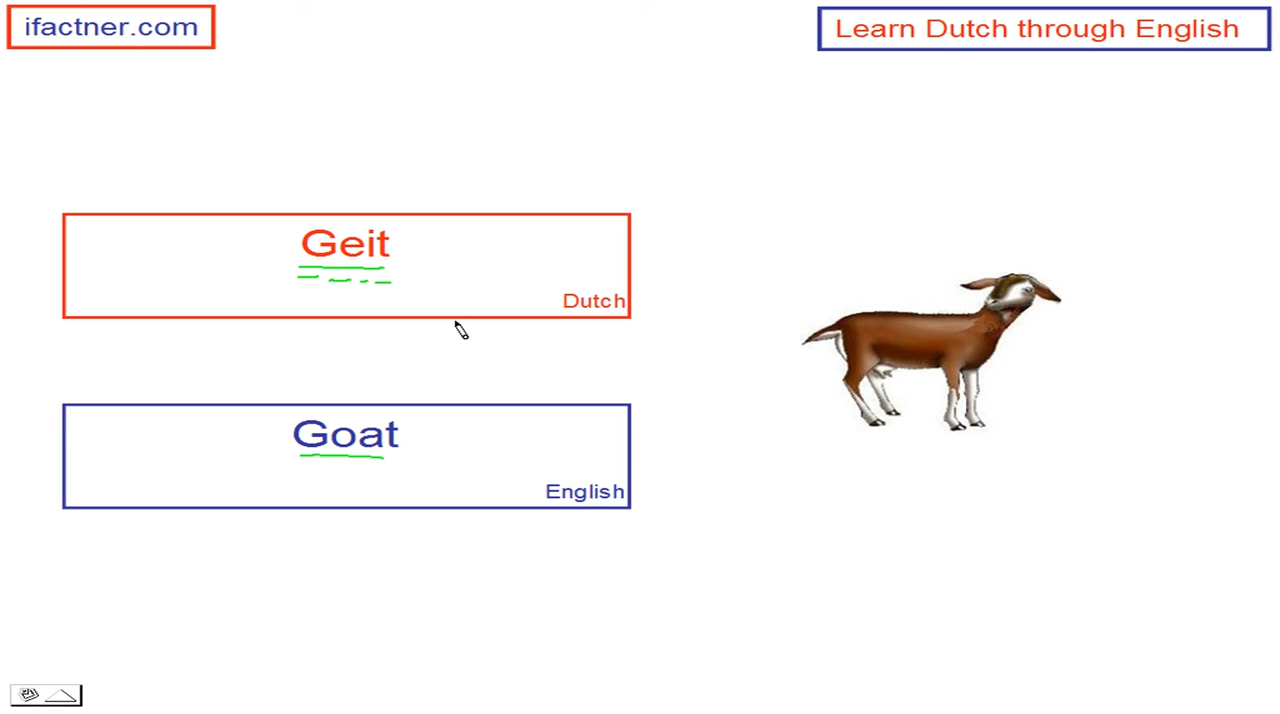 ifactner.com
Learn Dutch through English
Geit
Dutch
Goat
English